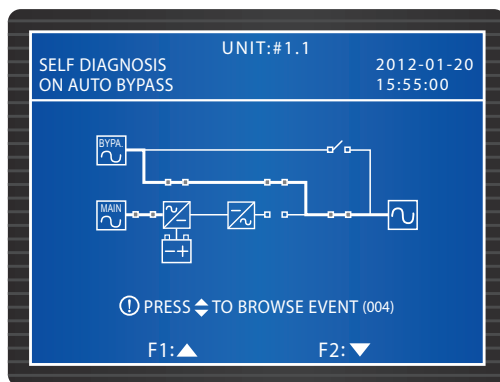 UNIT:#1.1
SELF DIAGNOSIS
ON AUTO BYPASS
2012-01-20
15:55:00
BYPA.
MAIN
PRESS TO BROWSE EVENT (004)
F1:
F2: